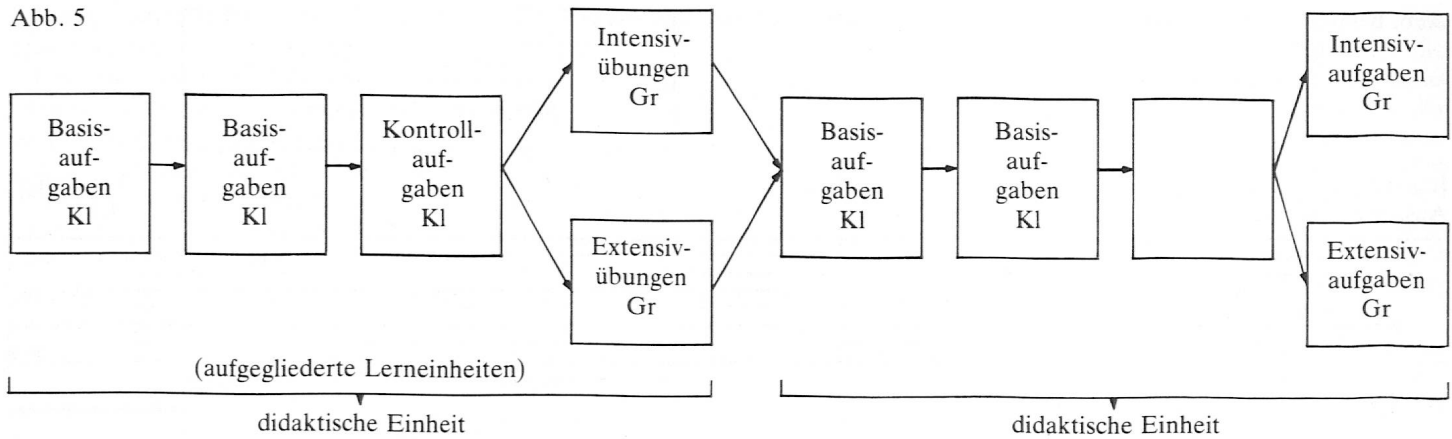 Abb. 5
Basis-
auf-
gaben
Kl
Basis-
auf-
gaben
Kl
Kontroll-
auf-
gaben
Kl
Intensiv-
übungen
Gr
Extensiv-
übungen
Gr
Basis-
auf-
gaben
Kl
Basis-
auf-
gaben
Kl
Intensiv-
aufgaben
Gr
Extensiv-
aufgaben
Gr
(aufgegliederte Lerneinheiten)
didaktische Einheit
didaktische Einheit